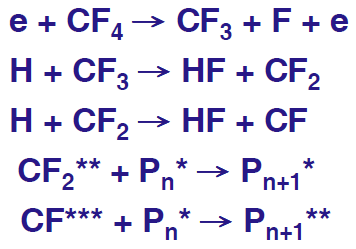 e + CF₄ → CF₃ + F + e
H + CF₃ → HF + CF₂
H + CF₂ → HF + CF
CF₂** + Pₙ* → Pₙ₊₁*
CF*** + Pₙ* → Pₙ₊₁**